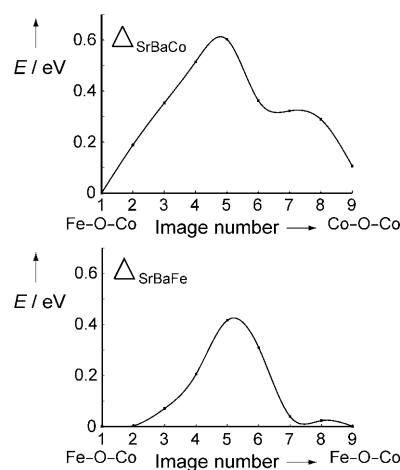 △ SrBaCo
E / eV
0.6
0.4
0.2
0
1 2 3 4 5 6 7 8 9
Fe–O–Co Image number → Co–O–Co
△ SrBaFe
E / eV
0.6
0.4
0.2
0
1 2 3 4 5 6 7 8 9
Fe–O–Co Image number → Fe–O–Co